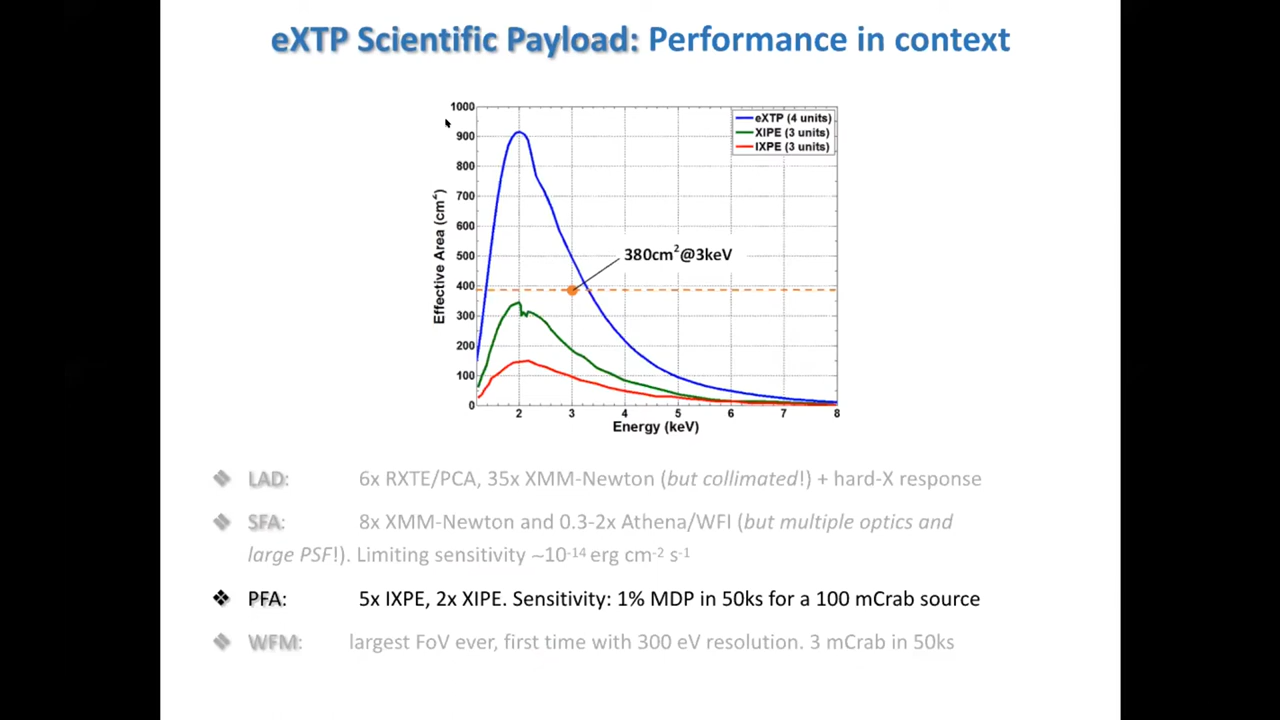 eXTP Scientific Payload: Performance in context
1000
900
800
700
600
500
400
300
200
100
0
Effective Area (cm²)
eXTP (4 units)
XIPE (3 units)
IXPE (3 units)
380cm²@3keV
2 3 4 5 6 7 8
Energy (keV)
❖ LAD: 6x RXTE/PCA, 35x XMM-Newton (but collimated!) + hard-X response
❖ SFA: 8x XMM-Newton and 0.3-2x Athena/WFI (but multiple optics and
large PSF!). Limiting sensitivity ~10⁻¹⁴ erg cm⁻² s⁻¹
❖ PFA: 5x IXPE, 2x XIPE. Sensitivity: 1% MDP in 50ks for a 100 mCrab source
❖ WFM: largest FoV ever, first time with 300 eV resolution. 3 mCrab in 50ks